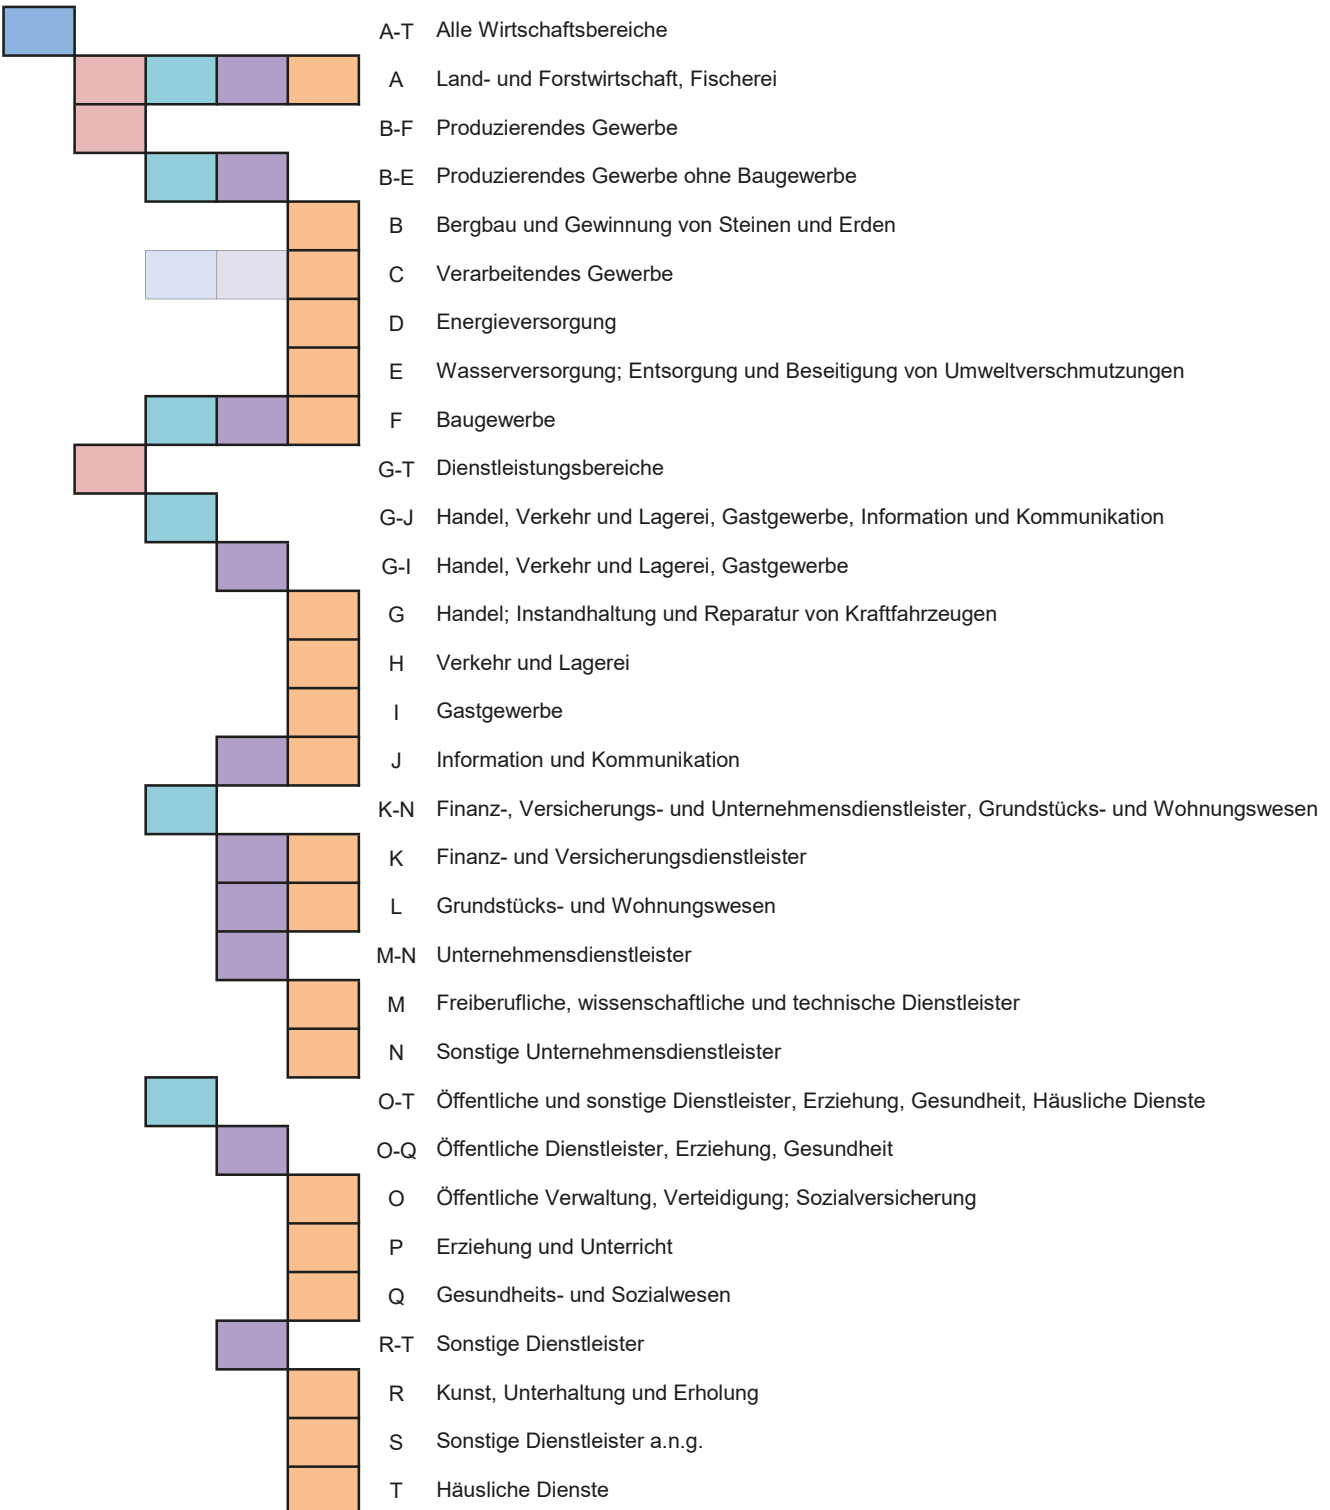 A-T Alle Wirtschaftsbereiche
A Land- und Forstwirtschaft, Fischerei
B-F Produzierendes Gewerbe
B-E Produzierendes Gewerbe ohne Baugewerbe
B Bergbau und Gewinnung von Steinen und Erden
C Verarbeitendes Gewerbe
D Energieversorgung
E Wasserversorgung; Entsorgung und Beseitigung von Umweltverschmutzungen
F Baugewerbe
G-T Dienstleistungsbereiche
G-J Handel, Verkehr und Lagerei, Gastgewerbe, Information und Kommunikation
G-I Handel, Verkehr und Lagerei, Gastgewerbe
G Handel; Instandhaltung und Reparatur von Kraftfahrzeugen
H Verkehr und Lagerei
I Gastgewerbe
J Information und Kommunikation
K-N Finanz-, Versicherungs- und Unternehmensdienstleister, Grundstücks- und Wohnungswesen
K Finanz- und Versicherungsdienstleister
L Grundstücks- und Wohnungswesen
M-N Unternehmensdienstleister
M Freiberufliche, wissenschaftliche und technische Dienstleister
N Sonstige Unternehmensdienstleister
O-T Öffentliche und sonstige Dienstleister, Erziehung, Gesundheit, Häusliche Dienste
O-Q Öffentliche Dienstleister, Erziehung, Gesundheit
O Öffentliche Verwaltung, Verteidigung; Sozialversicherung
P Erziehung und Unterricht
Q Gesundheits- und Sozialwesen
R-T Sonstige Dienstleister
R Kunst, Unterhaltung und Erholung
S Sonstige Dienstleister a.n.g.
T Häusliche Dienste